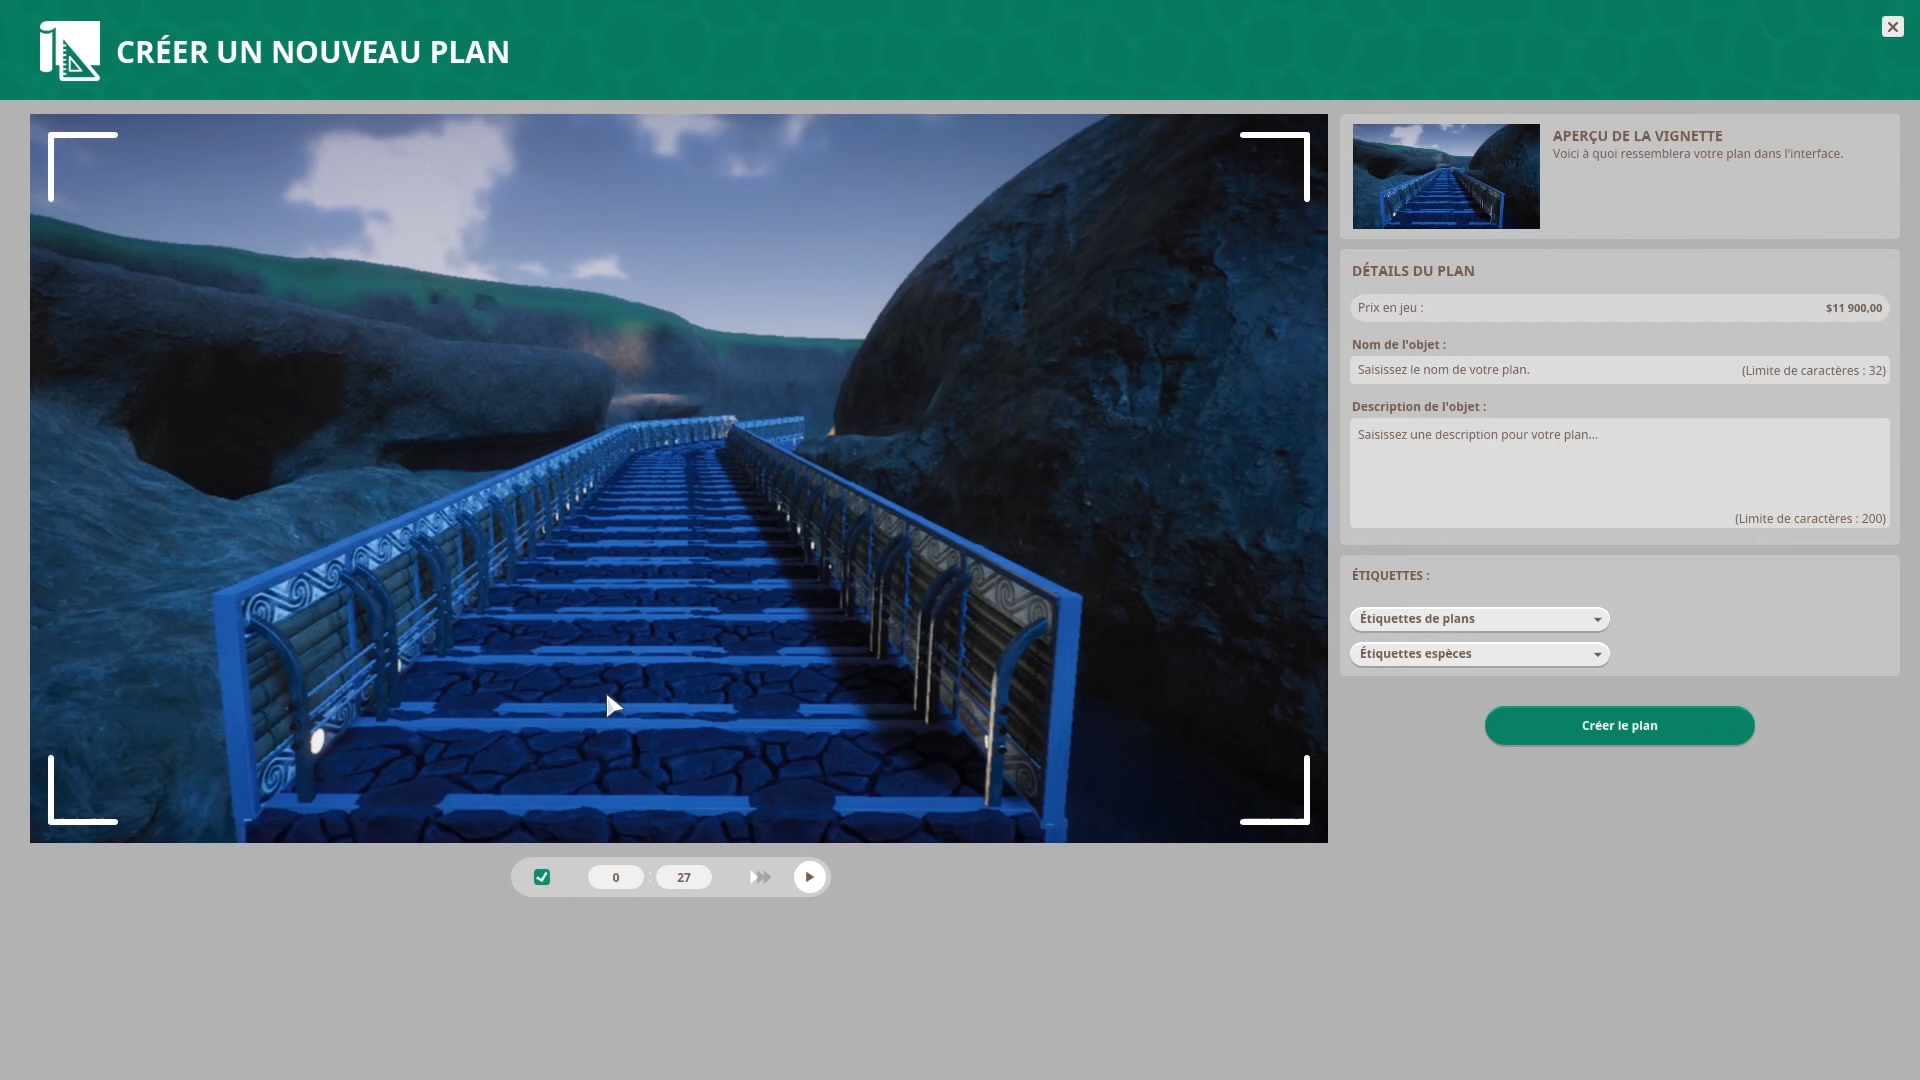 CRÉER UN NOUVEAU PLAN
APERÇU DE LA VIGNETTE
Voici à quoi ressemblera votre plan dans l'interface.
DÉTAILS DU PLAN
Prix en jeu : $11 900,00
Nom de l'objet :
Saisissez le nom de votre plan. (Limite de caractères : 32)
Description de l'objet :
Saisissez une description pour votre plan...
(Limite de caractères : 200)
ÉTIQUETTES :
Étiquettes de plans
Étiquettes espèces
Créer le plan
0 : 27